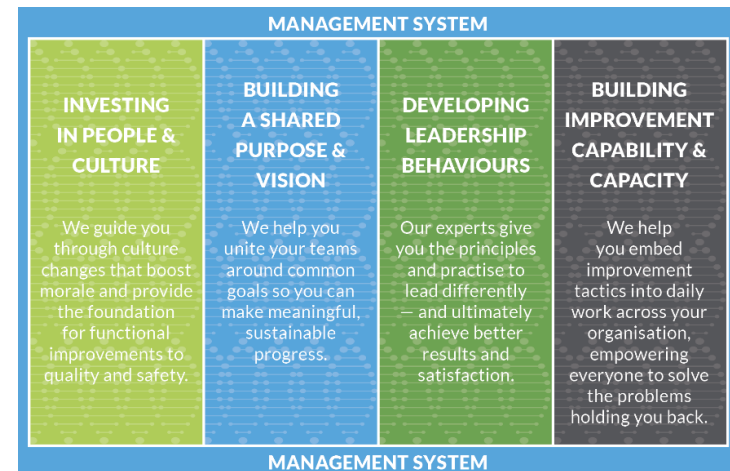 MANAGEMENT SYSTEM
INVESTING
IN PEOPLE &
CULTURE
We guide you
through culture
changes that boost
morale and provide
the foundation
for functional
improvements to
quality and safety.
BUILDING
A SHARED
PURPOSE &
VISION
We help you
unite your teams
around common
goals so you can
make meaningful,
sustainable
progress.
DEVELOPING
LEADERSHIP
BEHAVIOURS
Our experts give
you the principles
and practise to
lead differently
— and ultimately
achieve better
results and
satisfaction.
BUILDING
IMPROVEMENT
CAPABILITY &
CAPACITY
We help
you embed
improvement
tactics into daily
work across your
organisation,
empowering
everyone to solve
the problems
holding you back.
MANAGEMENT SYSTEM